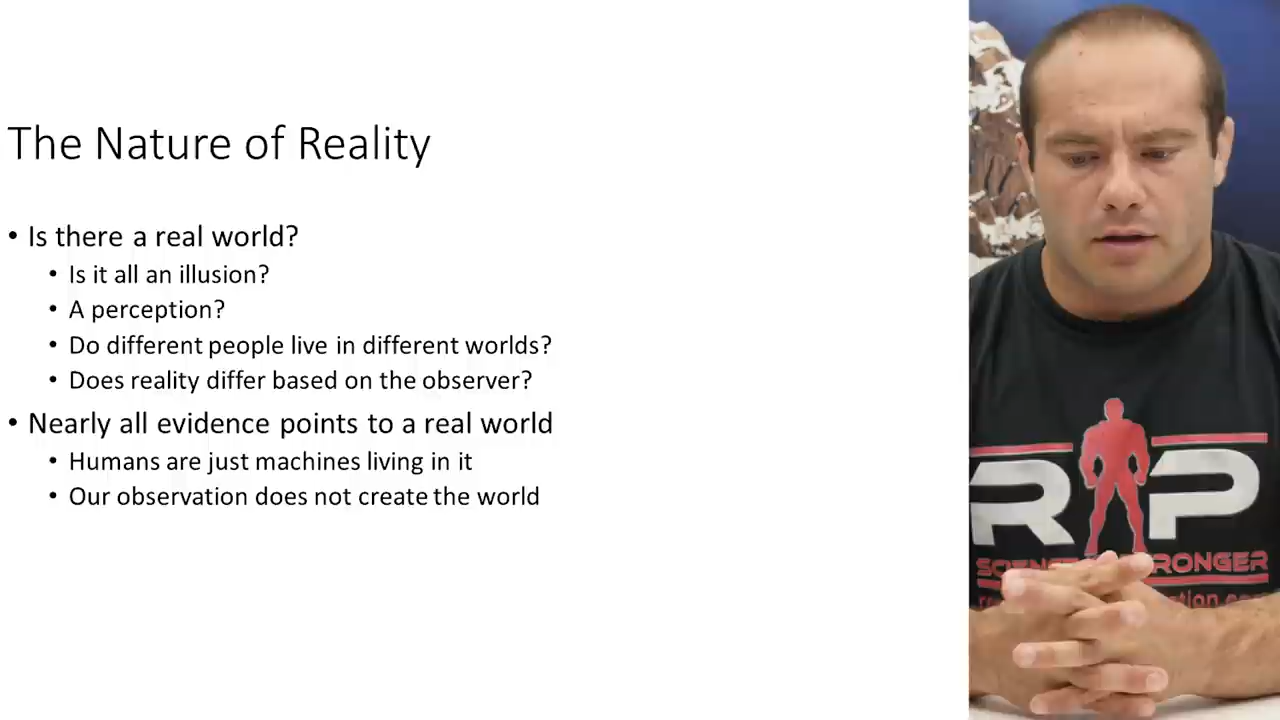 The Nature of Reality
• Is there a real world?
• Is it all an illusion?
• A perception?
• Do different people live in different worlds?
• Does reality differ based on the observer?
• Nearly all evidence points to a real world
• Humans are just machines living in it
• Our observation does not create the world
RP